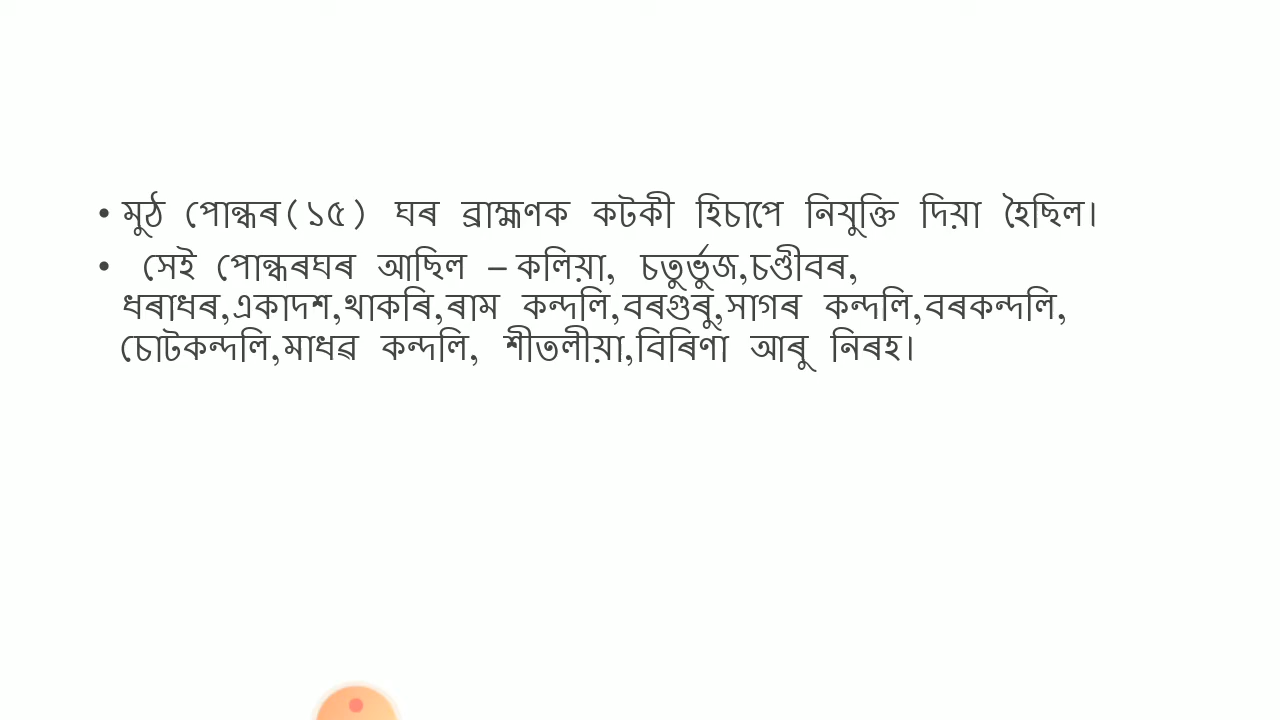 • মুঠ পোন্ধৰ(১৫) ঘৰ ব্ৰাহ্মণক কটকী হিচাপে নিযুক্তি দিয়া হৈছিল।
• সেই পোন্ধৰঘৰ আছিল – কলিয়া, চতুৰ্ভুজ,চণ্ডীবৰ,
ধৰাধৰ,একাদশ,থাকৰি,ৰাম কন্দলি,বৰগুৰু,সাগৰ কন্দলি,বৰকন্দলি,
চোটকন্দলি,মাধৱ কন্দলি, শীতলীয়া,বিৰিণা আৰু নিৰহ।